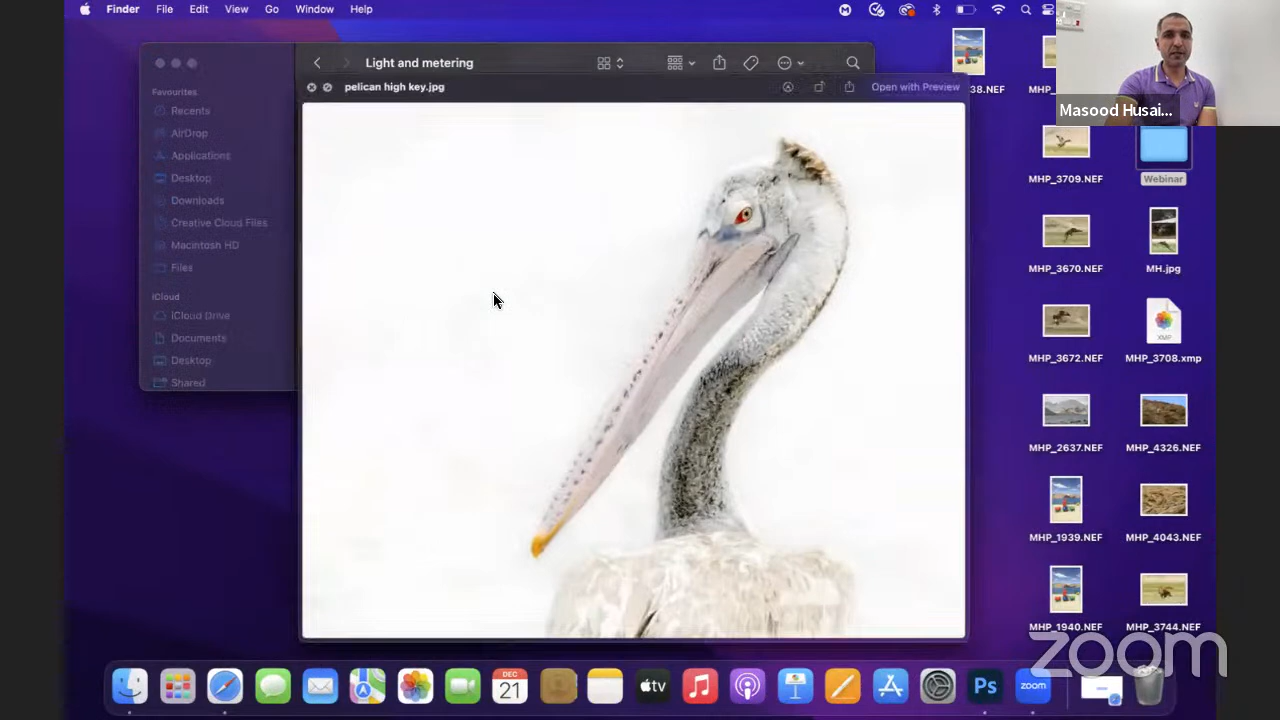 Finder File Edit View Go Window Help
Light and metering
pelican high key.jpg
Open with Preview
Favourites
Recents
AirDrop
Applications
Desktop
Downloads
Creative Cloud Files
Macintosh HD
Files
iCloud
iCloud Drive
Documents
Desktop
Shared
38.NEF
MHP_
Masood Husai...
MHP_3709.NEF
Webinar
MHP_3670.NEF
MH.jpg
MHP_3672.NEF
XMP
MHP_3708.xmp
MHP_2637.NEF
MHP_4326.NEF
MHP_1939.NEF
MHP_4043.NEF
MHP_1940.NEF
MHP_3744.NEF
zoom
DEC
21
tv
Ps
zoom